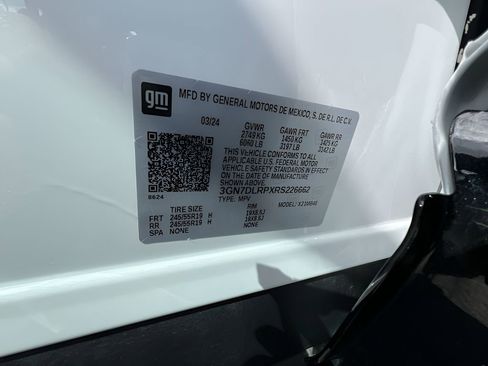 gm
MFD BY GENERAL MOTORS DE MEXICO, S. DE R.L. DE C.V.
03/24 GVWR GAWR FRT GAWR RR
2749 KG 1450 KG 1425 KG
6060 LB 3197 LB 3142 LB
THIS VEHICLE CONFORMS TO ALL
APPLICABLE U.S. FEDERAL MOTOR
VEHICLE SAFETY STANDARDS IN EFFECT
ON THE DATE OF MANUFACTURE SHOWN ABOVE.
3GN7DLRPXRS226662
8624 TYPE: MPV MODEL:
TIRE SIZE RIM
FRT 245/55R19 H 19X8.5J
RR 245/55R19 H 19X8.5J
SPA NONE NONE